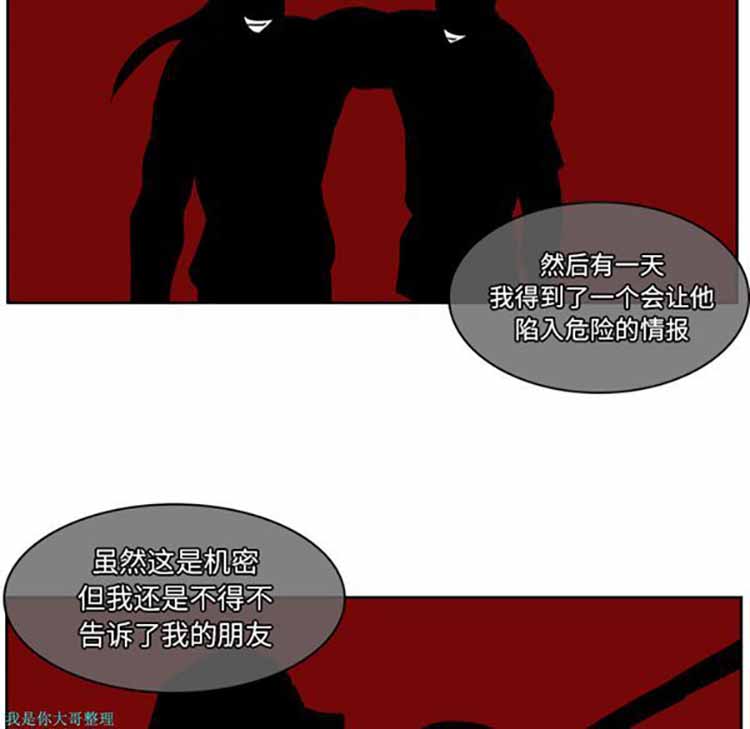 然后有一天
我得到了一个会让他
陷入危险的情报
虽然这是机密
但我还是不得不
告诉了我的朋友
我是你大哥整理